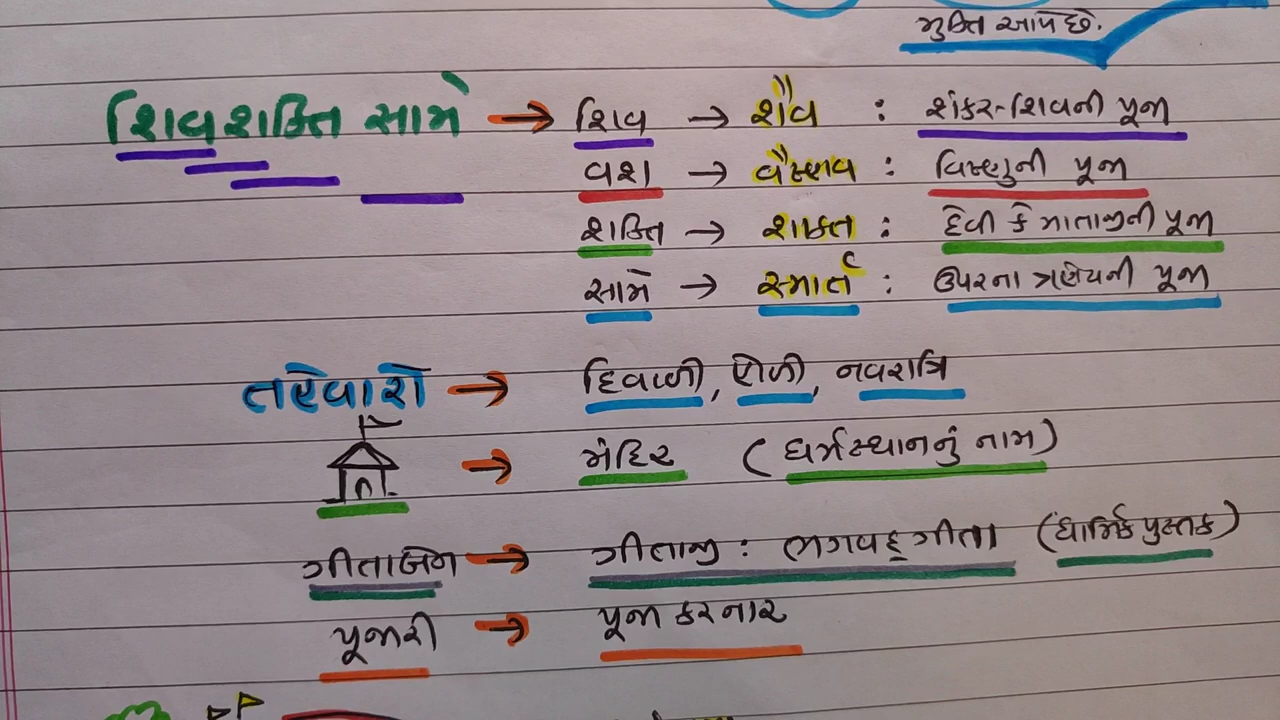 મુક્તિ આપે છે.
શિવશક્તિ સામે → શિવ → શૈવ : શંકર-શિવની પૂજા
વશ → વૈષ્ણવ : વિષ્ણુની પૂજા
શક્તિ → શાક્ત : દેવી કે માતાજીની પૂજા
સામે → સ્માર્ત : ઉપરના ત્રણેયની પૂજા
તહેવારો → દિવાળી, હોળી, નવરાત્રિ
→ મંદિર (ધર્મસ્થાનનું નામ)
→ ગીતાજી : ભગવદ્ ગીતા (ધાર્મિક પુસ્તક)
પૂજારી → પૂજા કરનાર